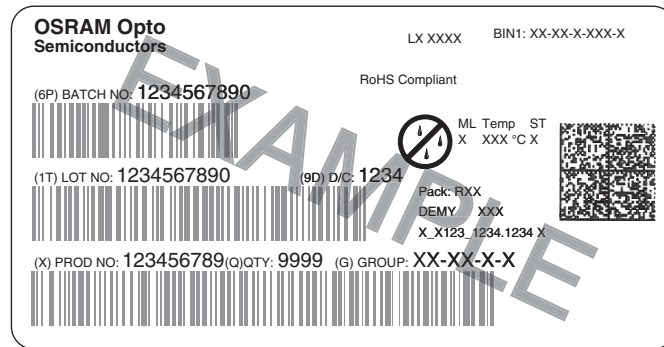 OSRAM Opto
Semiconductors
LX XXXX
BIN1: XX-XX-X-XXX-X
RoHS Compliant
(6P) BATCH NO: 1234567890
ML Temp ST
X XXX °C X
(1T) LOT NO: 1234567890 (9D) D/C: 1234
Pack: RXX
DEMY XXX
X_X123_1234.1234 X
(X) PROD NO: 123456789(Q)QTY: 9999 (G) GROUP: XX-XX-X-X
EXAMPLE